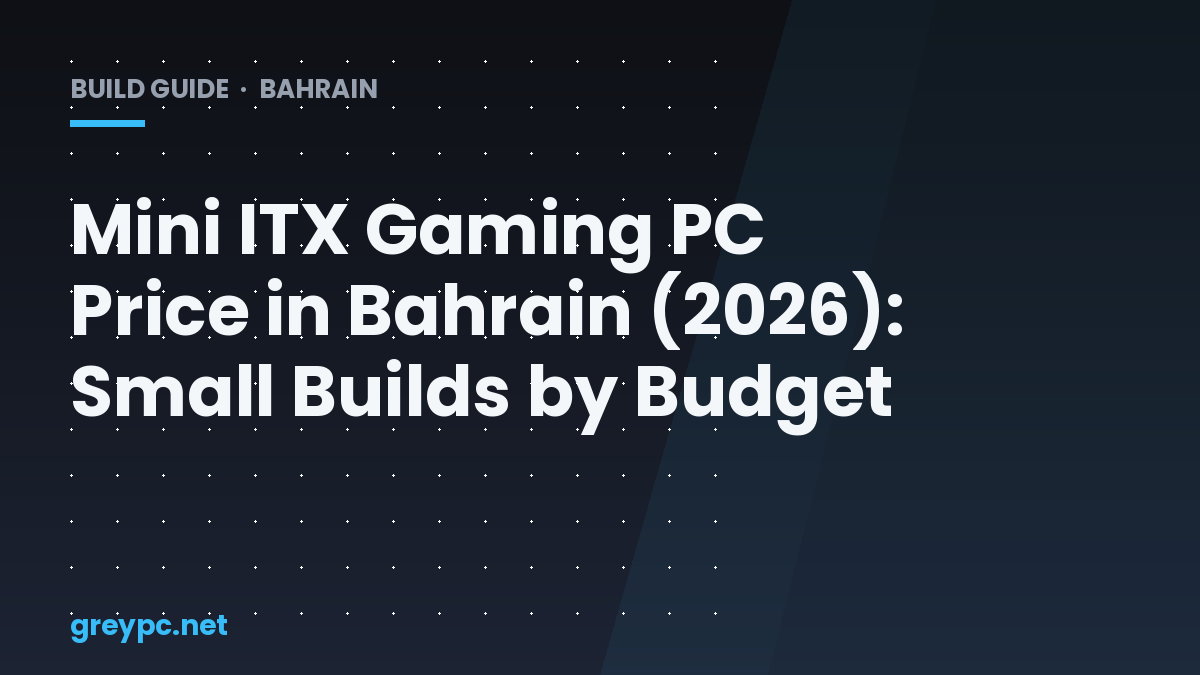 BUILD GUIDE · BAHRAIN
Mini ITX Gaming PC
Price in Bahrain (2026):
Small Builds by Budget
greypc.net